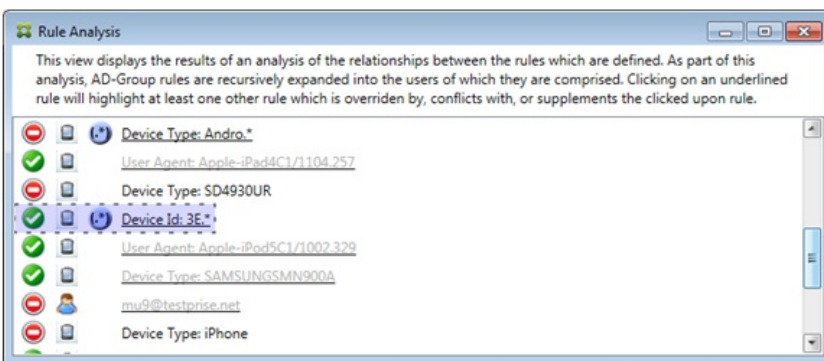 Rule Analysis
This view displays the results of an analysis of the relationships between the rules which are defined. As part of this
analysis, AD-Group rules are recursively expanded into the users of which they are comprised. Clicking on an underlined
rule will highlight at least one other rule which is overriden by, conflicts with, or supplements the clicked upon rule.
(.*) Device Type: Andro.*
User Agent: Apple-iPad4C1/1104.257
Device Type: SD4930UR
(.*) Device Id: 3E.*
User Agent: Apple-iPod5C1/1002.329
Device Type: SAMSUNGSMN900A
mu9@testprise.net
Device Type: iPhone